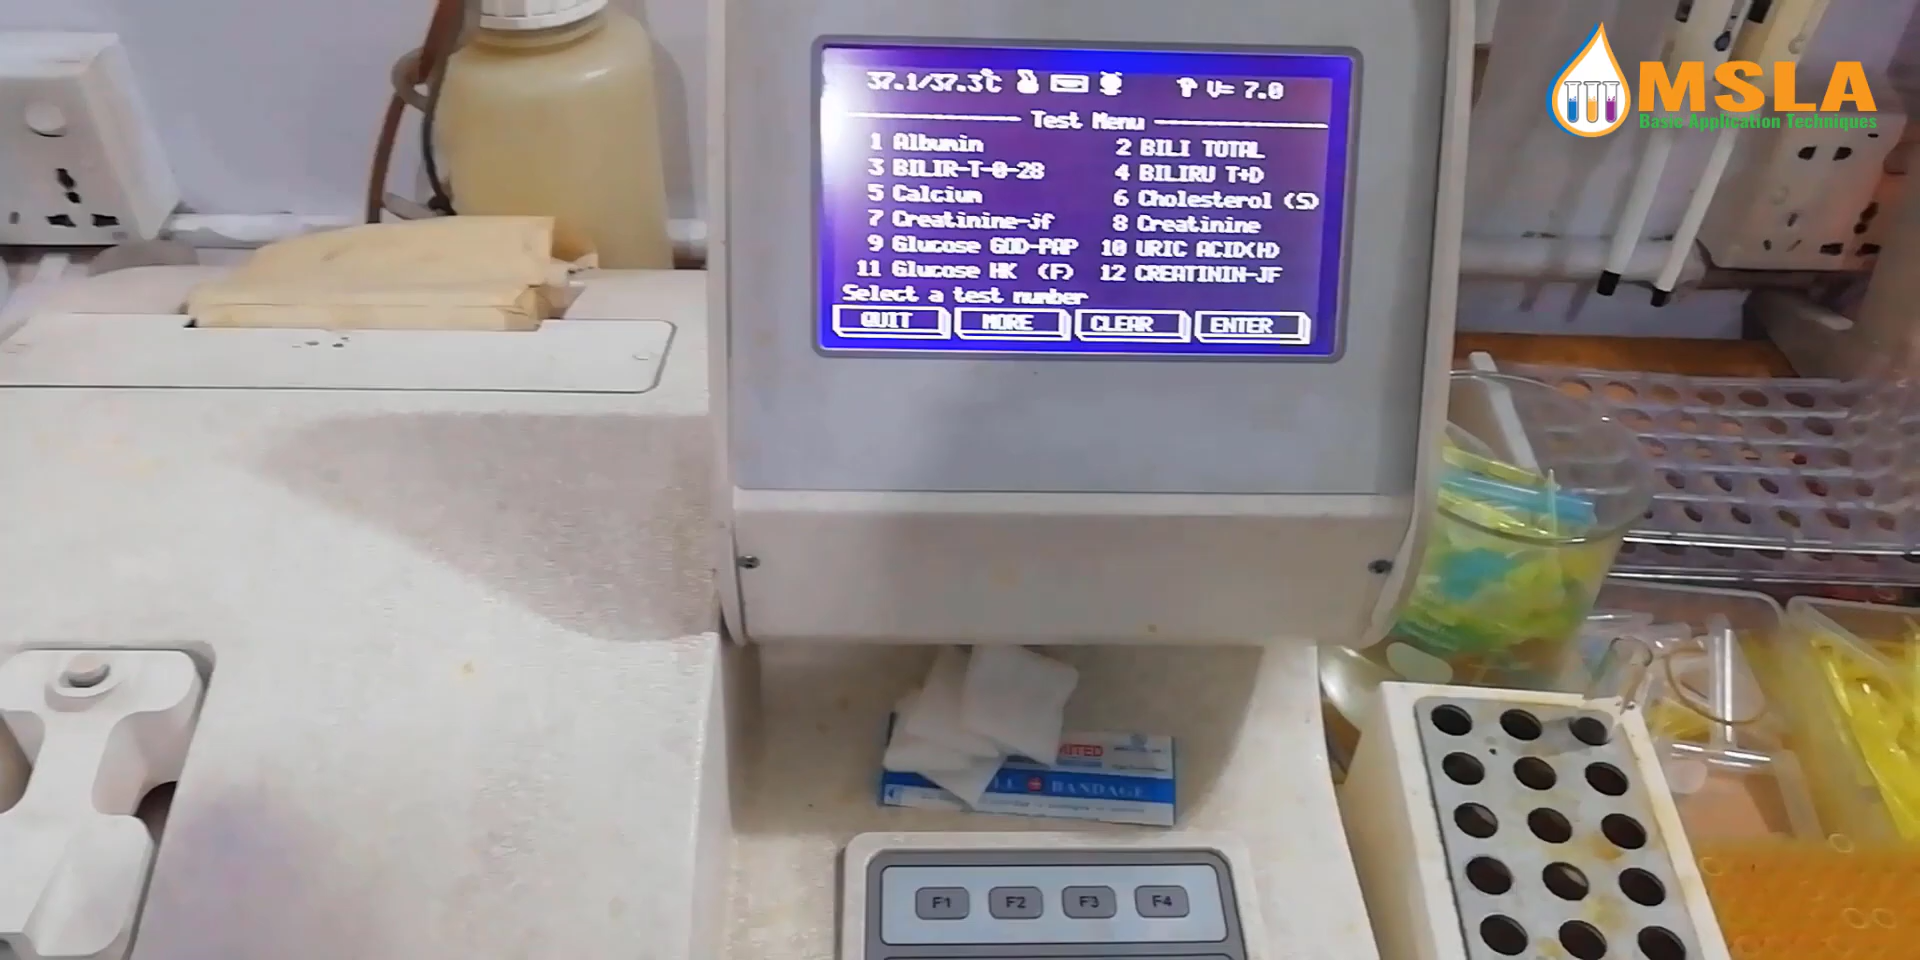 MSLA
Basic Application Techniques
37.1/37.3°C V= 7.0
Test Menu
1 Albumin 2 BILI TOTAL
3 BILIR-T-0-28 4 BILIRU T+D
5 Calcium 6 Cholesterol (S)
7 Creatinine-jf 8 Creatinine
9 Glucose GOD-PAP 10 URIC ACID(H)
11 Glucose HK (F) 12 CREATININ-JF
Select a test number
QUIT MORE CLEAR ENTER
BANDAGE
F1 F2 F3 F4